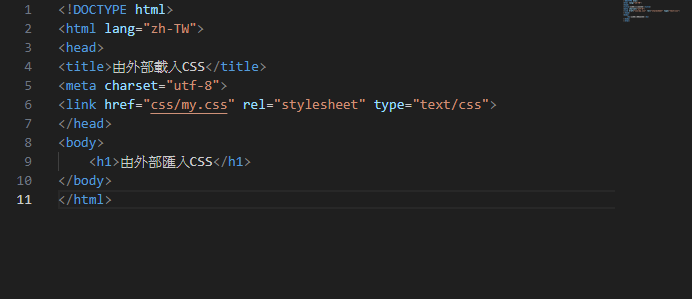 1 <!DOCTYPE html>
2 <html lang="zh-TW">
3 <head>
4 <title>由外部載入CSS</title>
5 <meta charset="utf-8">
6 <link href="css/my.css" rel="stylesheet" type="text/css">
7 </head>
8 <body>
9     <h1>由外部匯入CSS</h1>
10 </body>
11 </html>